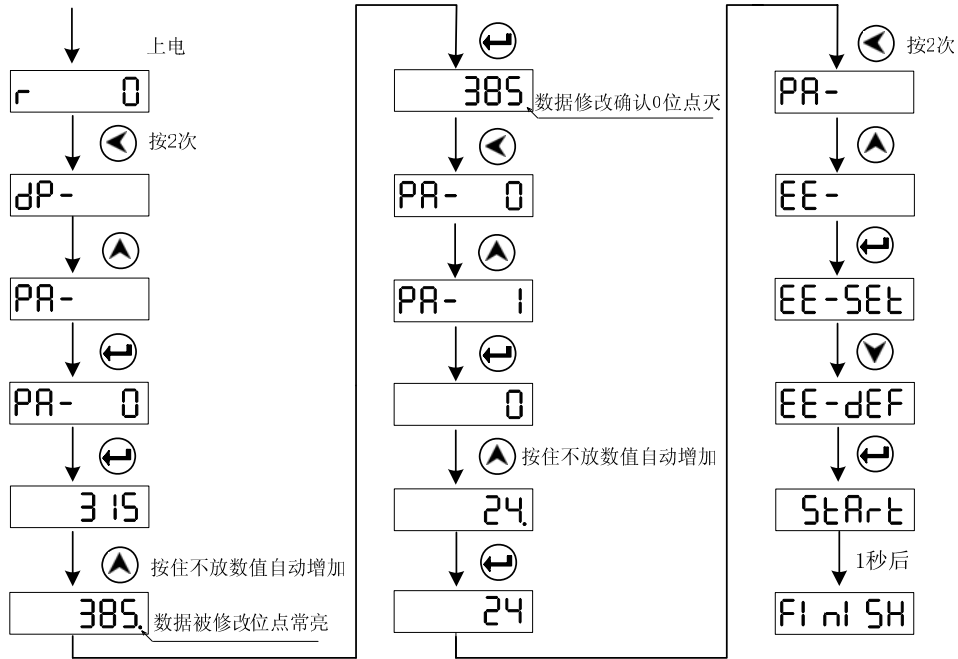 上电
r 0
按2次
dP-
PA-
PA- 0
315
按住不放数值自动增加
385.
数据被修改位点常亮
385
数据修改确认0位点灭
PA- 0
PA- 1
0
按住不放数值自动增加
24.
24
按2次
PA-
EE-
EE-SEt
EE-dEF
StArt
1秒后
FInISH